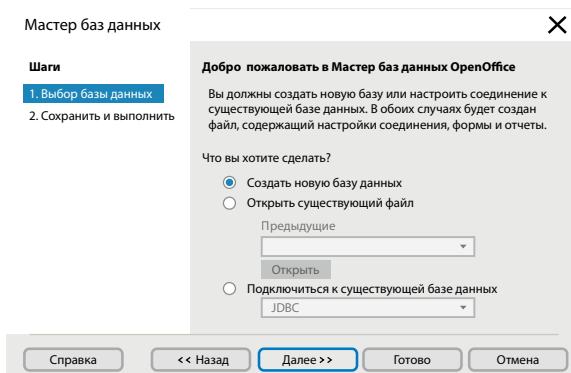 Мастер баз данных
Шаги
1. Выбор базы данных
2. Сохранить и выполнить
Добро пожаловать в Мастер баз данных OpenOffice
Вы должны создать новую базу или настроить соединение к
существующей базе данных. В обоих случаях будет создан
файл, содержащий настройки соединения, формы и отчеты.
Что вы хотите сделать?
Создать новую базу данных
Открыть существующий файл
Предыдущие
Открыть
Подключиться к существующей базе данных
JDBC
Справка
<< Назад
Далее >>
Готово
Отмена